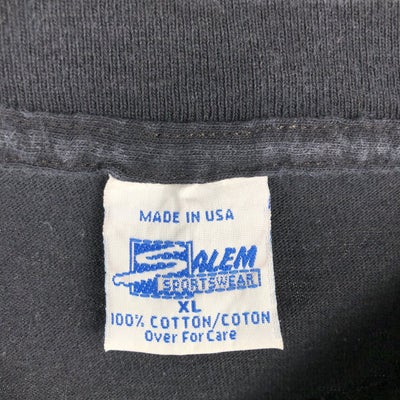 MADE IN USA
SALEM
SPORTSWEAR
XL
100% COTTON/COTON
Over For Care